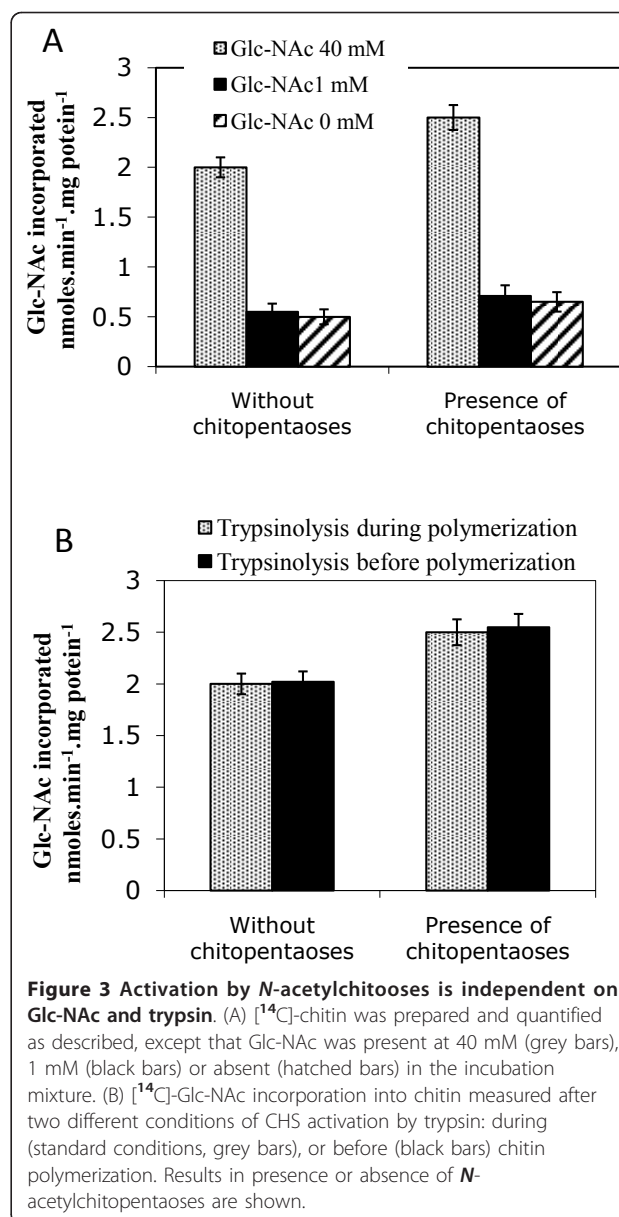 A
Glc-NAc 40 mM
Glc-NAc1 mM
Glc-NAc 0 mM
Glc-NAc incorporated
nmoles.min-1.mg potein-1
3
2.5
2
1.5
1
0.5
0
Without
chitopentaoses
Presence of
chitopentaoses
B
Trypsinolysis during polymerization
Trypsinolysis before polymerization
Glc-NAc incorporated
nmoles.min-1.mg potein-1
3
2.5
2
1.5
1
0.5
0
Without
chitopentaoses
Presence of
chitopentaoses
Figure 3 Activation by N-acetylchitooses is independent on
Glc-NAc and trypsin. (A) [14C]-chitin was prepared and quantified
as described, except that Glc-NAc was present at 40 mM (grey bars),
1 mM (black bars) or absent (hatched bars) in the incubation
mixture. (B) [14C]-Glc-NAc incorporation into chitin measured after
two different conditions of CHS activation by trypsin: during
(standard conditions, grey bars), or before (black bars) chitin
polymerization. Results in presence or absence of N-
acetylchitopentaoses are shown.